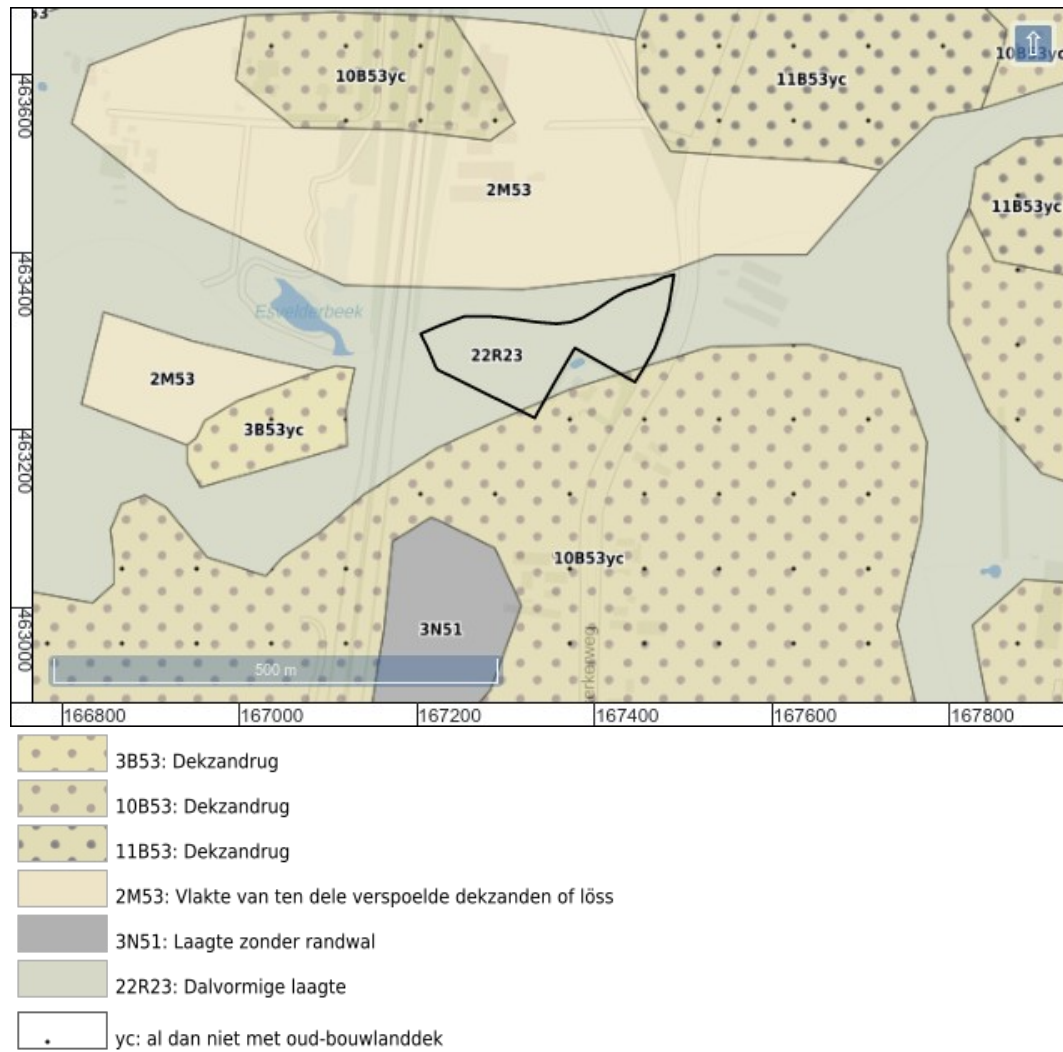 53
10B53yc
11B53yc
10B53yc
2M53
11B53yc
Esvelderbeek
22R23
2M53
3B53yc
10B53yc
3N51
erkerweg
500 m
463600
463400
463200
463000
166800
167000
167200
167400
167600
167800
3B53: Dekzandrug
10B53: Dekzandrug
11B53: Dekzandrug
2M53: Vlakte van ten dele verspoelde dekzanden of löss
3N51: Laagte zonder randwal
22R23: Dalvormige laagte
yc: al dan niet met oud-bouwlanddek